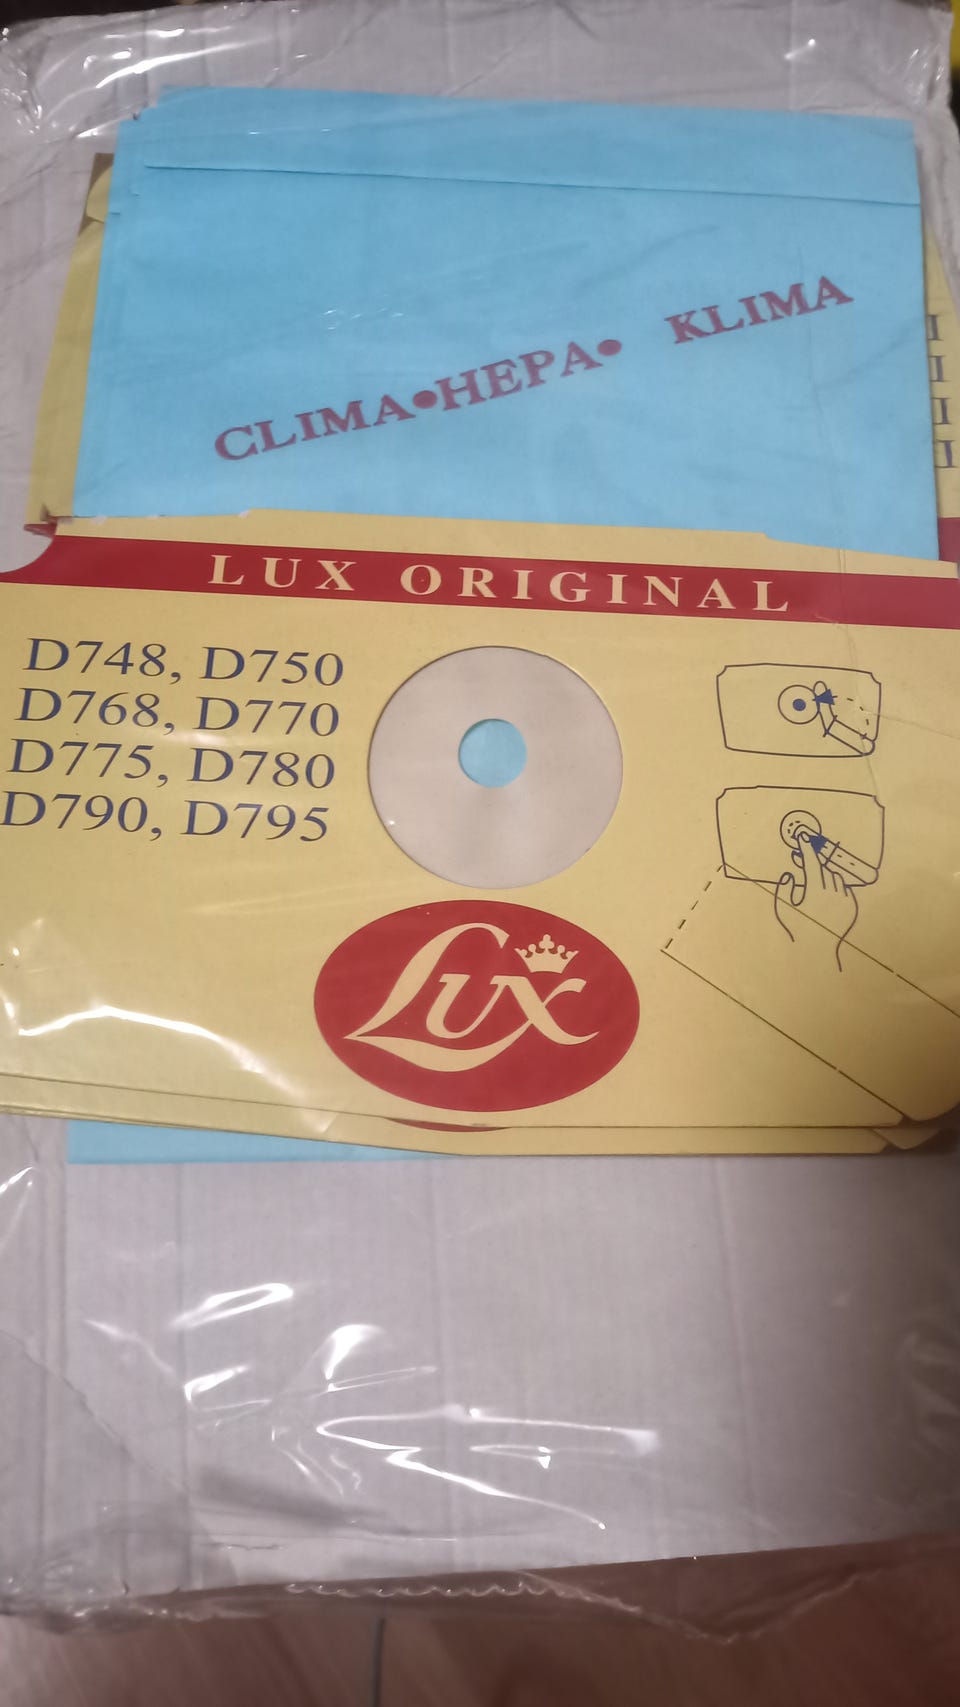 CLIMA•HEPA• KLIMA
LUX ORIGINAL
D748, D750
D768, D770
D775, D780
D790, D795
Lux